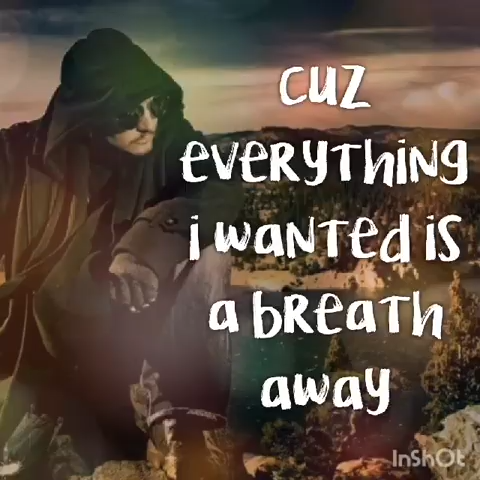 cuz
everything
i wanted is
a breath
away
InShOt